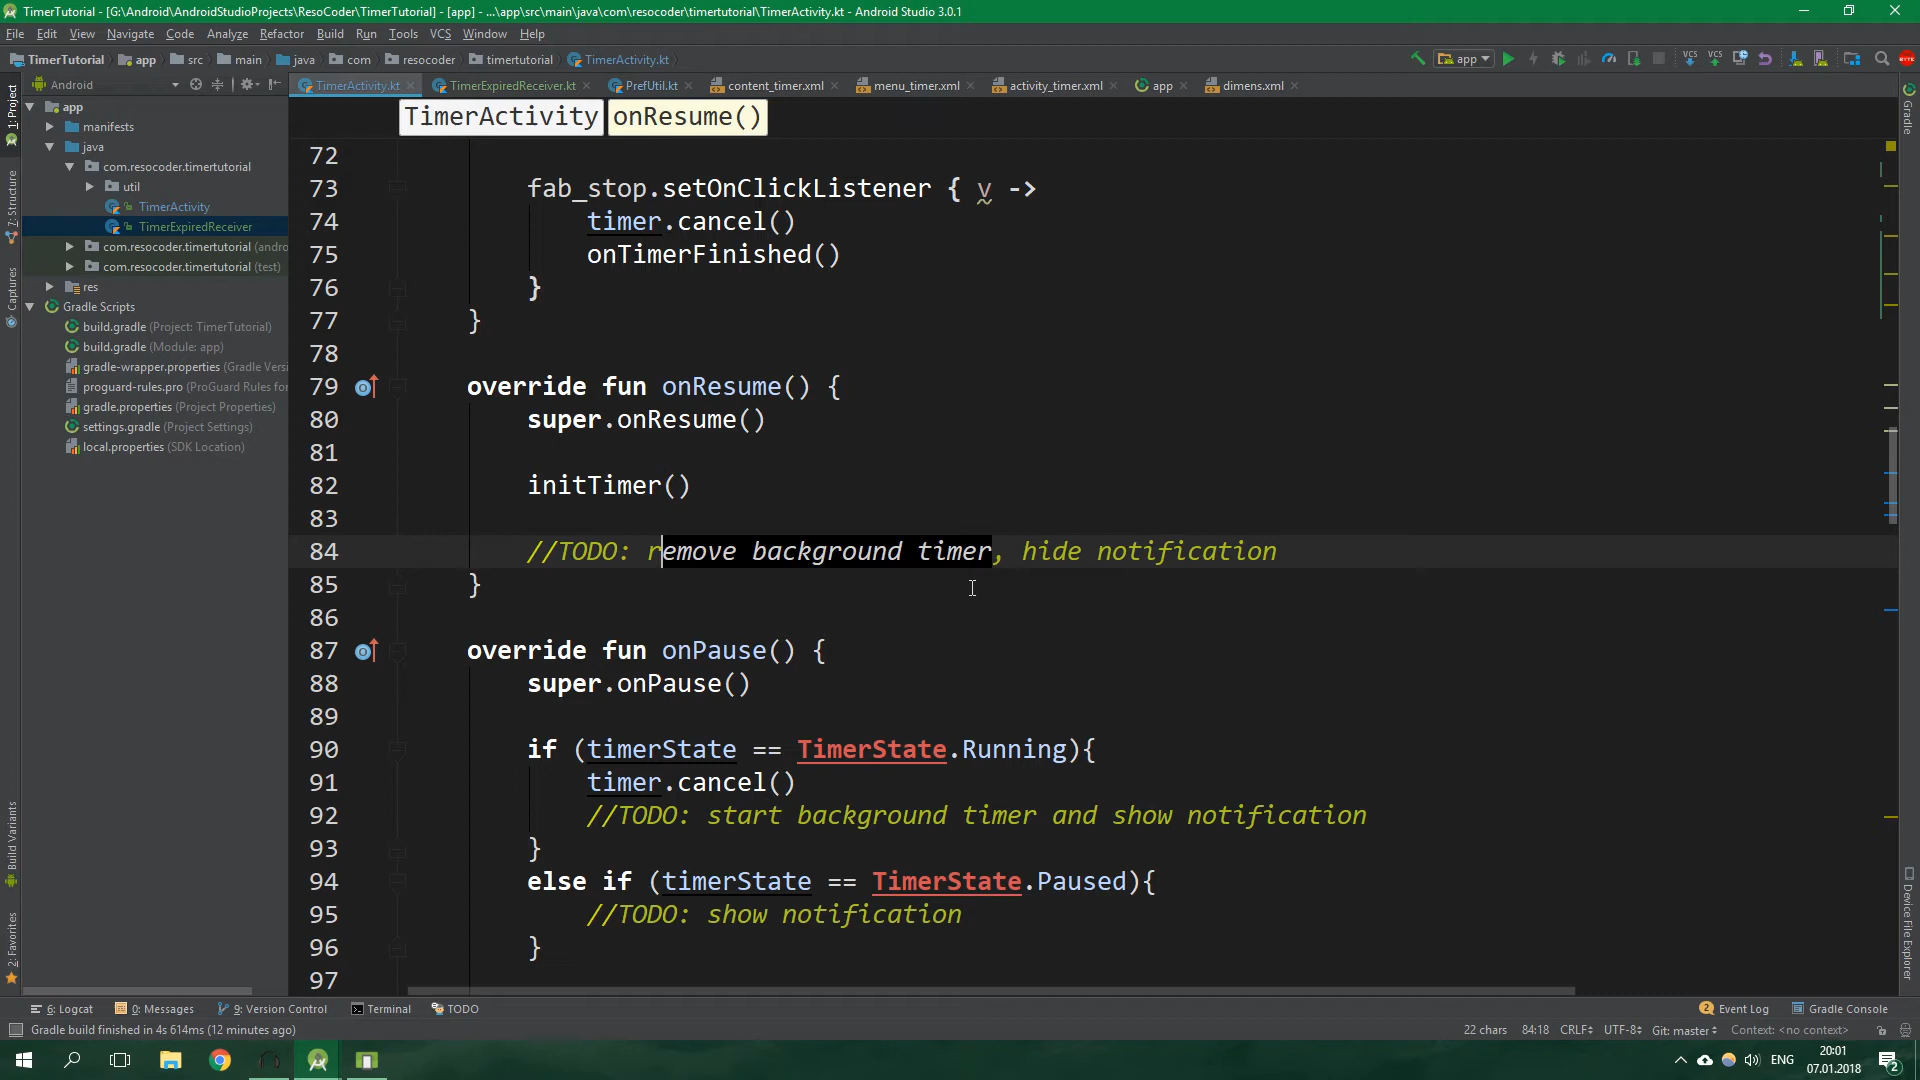 TimerTutorial - [G:\Android\AndroidStudioProjects\ResoCoder\TimerTutorial] - [app] - ...\app\src\main\java\com\resocoder\timertutorial\TimerActivity.kt - Android Studio 3.0.1
File Edit View Navigate Code Analyze Refactor Build Run Tools VCS Window Help
TimerTutorial app src main java com resocoder timertutorial TimerActivity.kt app
Android TimerActivity.kt TimerExpiredReceiver.kt PrefUtil.kt content_timer.xml menu_timer.xml activity_timer.xml app dimens.xml
TimerActivity onResume()
1: Project
7: Structure
Captures
Build Variants
2: Favorites
app
manifests
java
com.resocoder.timertutorial
util
TimerActivity
TimerExpiredReceiver
com.resocoder.timertutorial (andro
com.resocoder.timertutorial (test)
res
Gradle Scripts
build.gradle (Project: TimerTutorial)
build.gradle (Module: app)
gradle-wrapper.properties (Gradle Versi
proguard-rules.pro (ProGuard Rules for
gradle.properties (Project Properties)
settings.gradle (Project Settings)
local.properties (SDK Location)
72
73 fab_stop.setOnClickListener { v ->
74 timer.cancel()
75 onTimerFinished()
76 }
77 }
78
79 override fun onResume() {
80 super.onResume()
81
82 initTimer()
83
84 //TODO: remove background timer, hide notification
85 }
86
87 override fun onPause() {
88 super.onPause()
89
90 if (timerState == TimerState.Running){
91 timer.cancel()
92 //TODO: start background timer and show notification
93 }
94 else if (timerState == TimerState.Paused){
95 //TODO: show notification
96 }
97
Gradle
Device File Explorer
6: Logcat 0: Messages 9: Version Control Terminal TODO 2 Event Log Gradle Console
Gradle build finished in 4s 614ms (12 minutes ago) 22 chars 84:18 CRLF UTF-8 Git: master Context: <no context>
ENG 20:01
07.01.2018 2